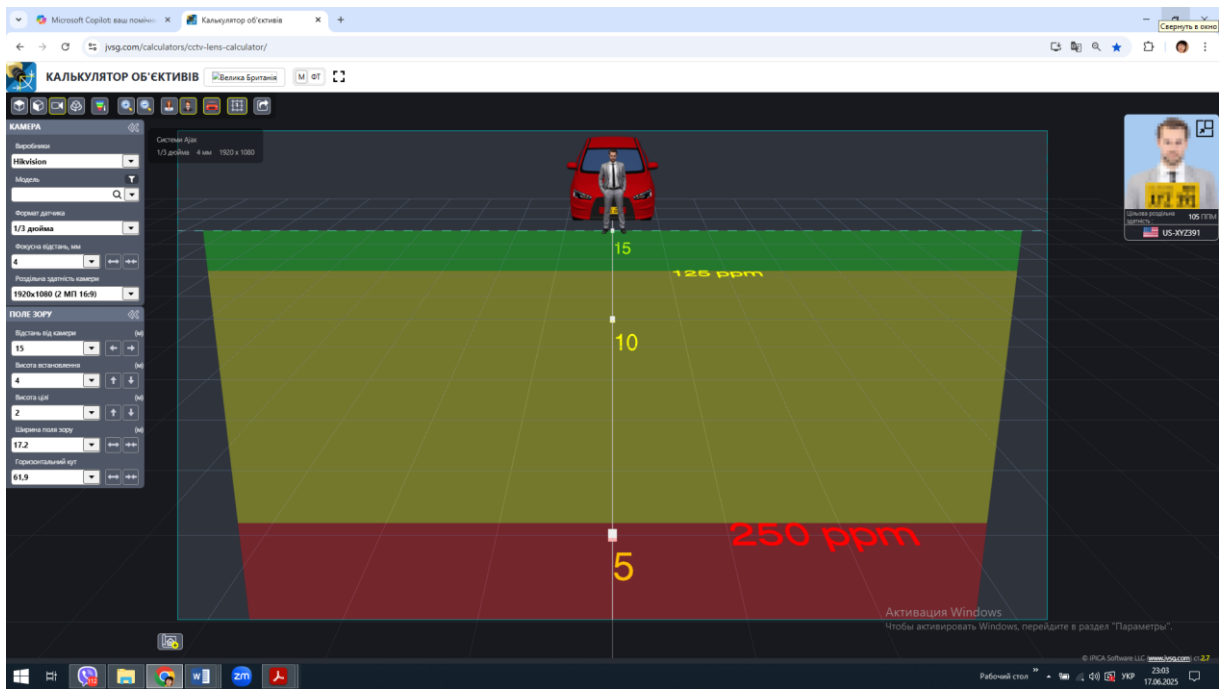 Microsoft Copilot: ваш помічн
Калькулятор об'єктивів
Свернуть в окно
jvsg.com/calculators/cctv-lens-calculator/
КАЛЬКУЛЯТОР ОБ'ЄКТИВІВ
Велика Британія
М ФТ
КАМЕРА
Виробники
Hikvision
Модель
Формат датчика
1/3 дюйма
Фокусна відстань, мм
4
Роздільна здатність камери
1920x1080 (2 МП 16:9)
ПОЛЕ ЗОРУ
Відстань від камери (м)
15
Висота встановлення (м)
4
Висота цілі (м)
2
Ширина поля зору (м)
17.2
Горизонтальний кут
61,9
Системи Ajax
1/3 дюйма 4 мм 1920 x 1080
15
125 ppm
10
250 ppm
5
Цільова роздільна здатність 105 ППМ
US-XYZ391
Активация Windows
Чтобы активировать Windows, перейдите в раздел "Параметры".
© IPICA Software LLC (www.jvsg.com) ст.2.7
W
zm
Рабочий стол
УКР
23:03
17.06.2025